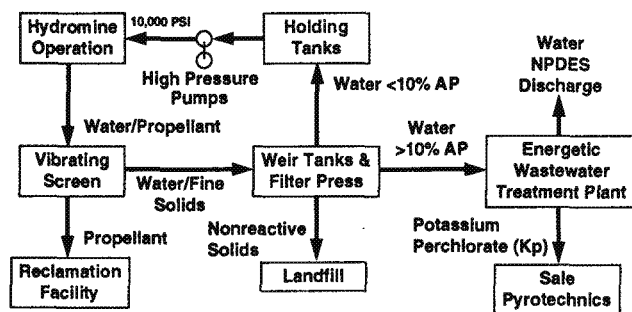 Hydromine
Operation
10,000 PSI
High Pressure
Pumps
Holding
Tanks
Water
NPDES
Discharge
Water <10% AP
Water/Propellant
Water
>10% AP
Vibrating
Screen
Water/Fine
Solids
Weir Tanks &
Filter Press
Energetic
Wastewater
Treatment Plant
Propellant
Nonreactive
Solids
Potassium
Perchlorate (Kp)
Reclamation
Facility
Landfill
Sale
Pyrotechnics